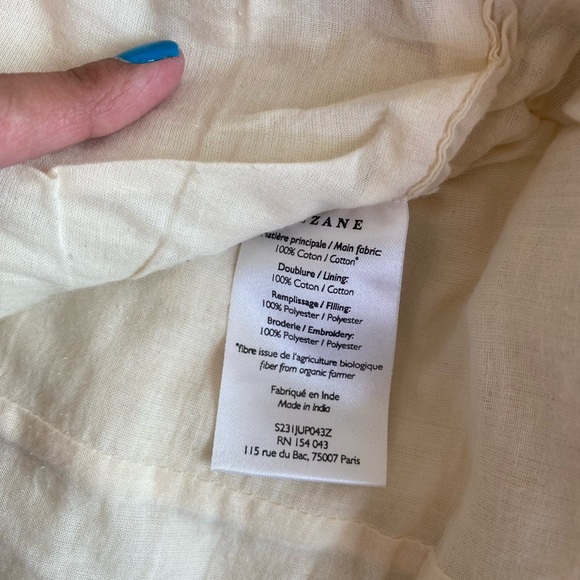 ZANE
principale / Main fabric:
100% Coton / Cotton*
Doublure / Lining:
100% Coton / Cotton
Remplissage / Filling:
100% Polyester / Polyester
Broderie / Embroidery:
100% Polyester / Polyester
*fibre issue de l'agriculture biologique
fiber from organic farmer
Fabriqué en Inde
Made in India
S231JUP043Z
RN 154 043
115 rue du Bac, 75007 Paris